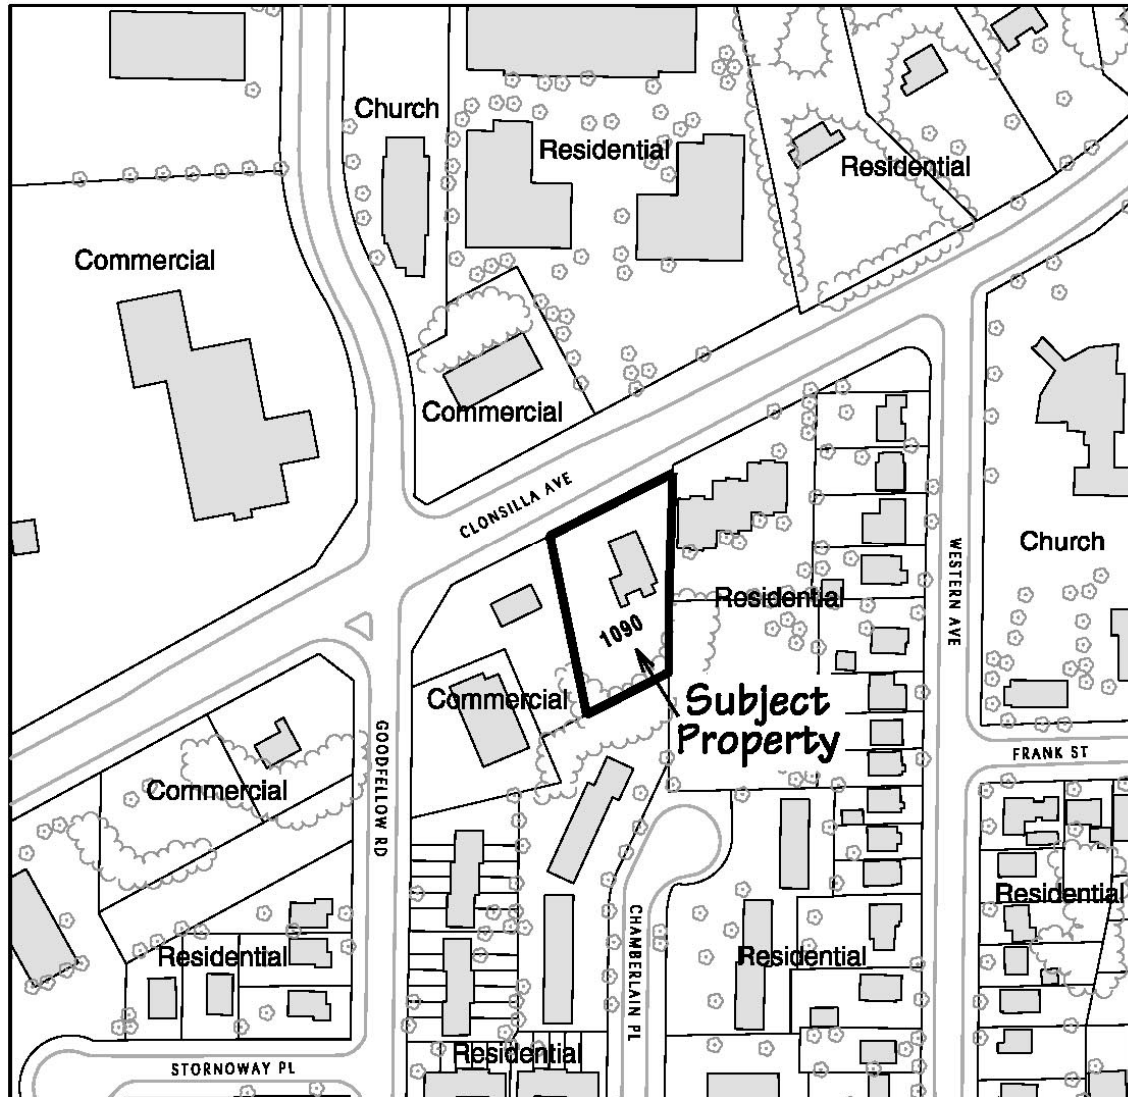 Church
Residential
Residential
Commercial
Commercial
CLONSILLA AVE
WESTERN AVE
Church
Residential
1090
Commercial
Subject
Property
GOODFELLOW RD
FRANK ST
Commercial
Residential
CHAMBERLAIN PL
Residential
Residential
Residential
STORNOWAY PL